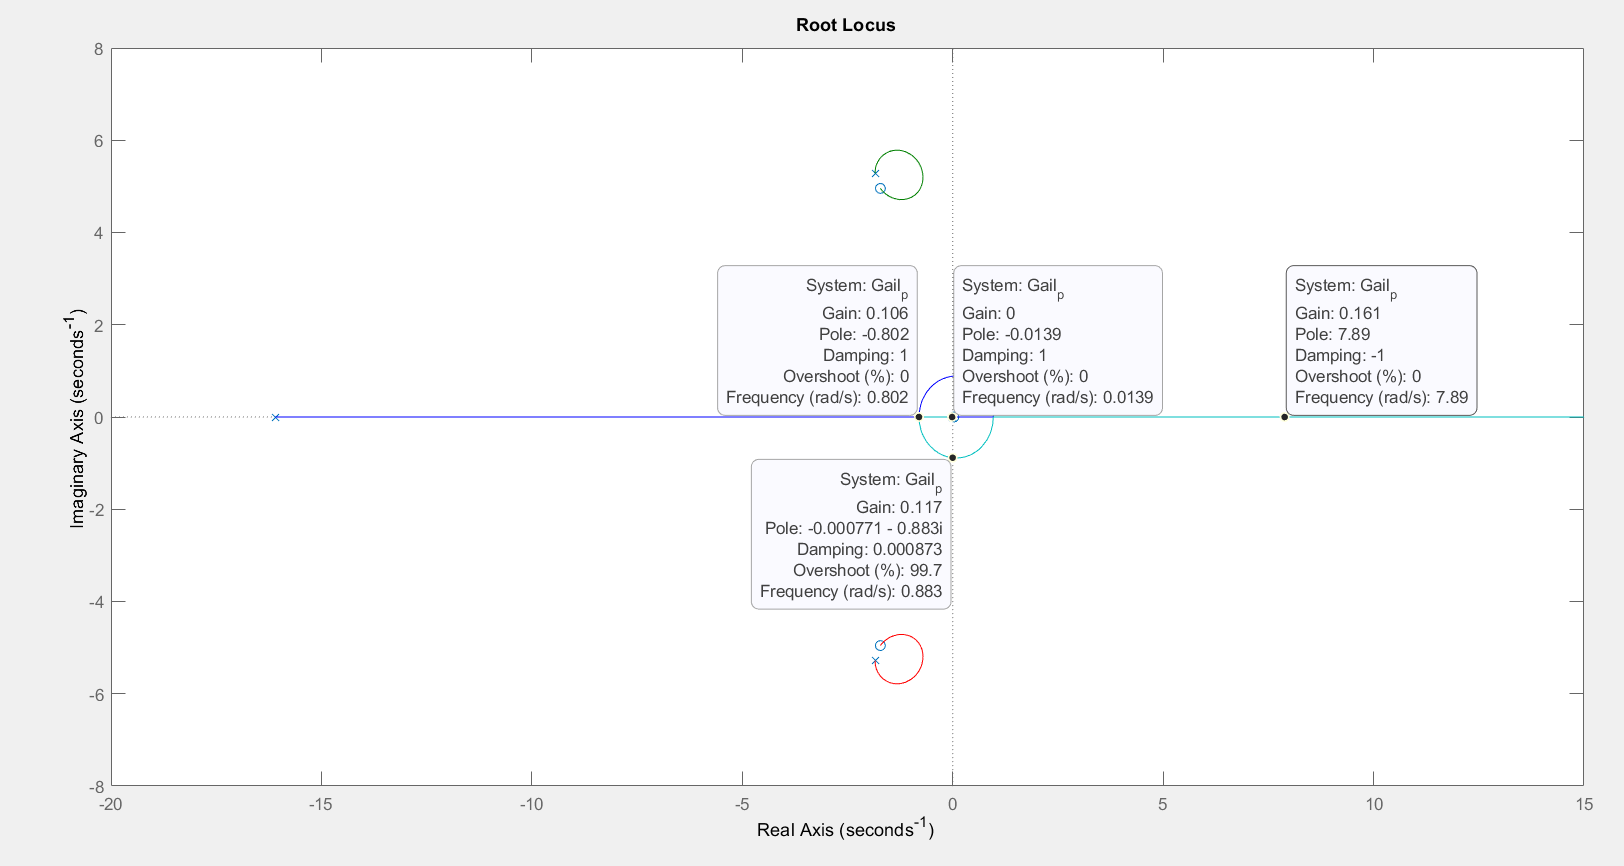 Root Locus
8
6
4
2
0
-2
-4
-6
-8
Imaginary Axis (seconds-1)
System: Gailp
Gain: 0.106
Pole: -0.802
Damping: 1
Overshoot (%): 0
Frequency (rad/s): 0.802
System: Gailp
Gain: 0
Pole: -0.0139
Damping: 1
Overshoot (%): 0
Frequency (rad/s): 0.0139
System: Gailp
Gain: 0.161
Pole: 7.89
Damping: -1
Overshoot (%): 0
Frequency (rad/s): 7.89
System: Gailp
Gain: 0.117
Pole: -0.000771 - 0.883i
Damping: 0.000873
Overshoot (%): 99.7
Frequency (rad/s): 0.883
-20 -15 -10 -5 0 5 10 15
Real Axis (seconds-1)